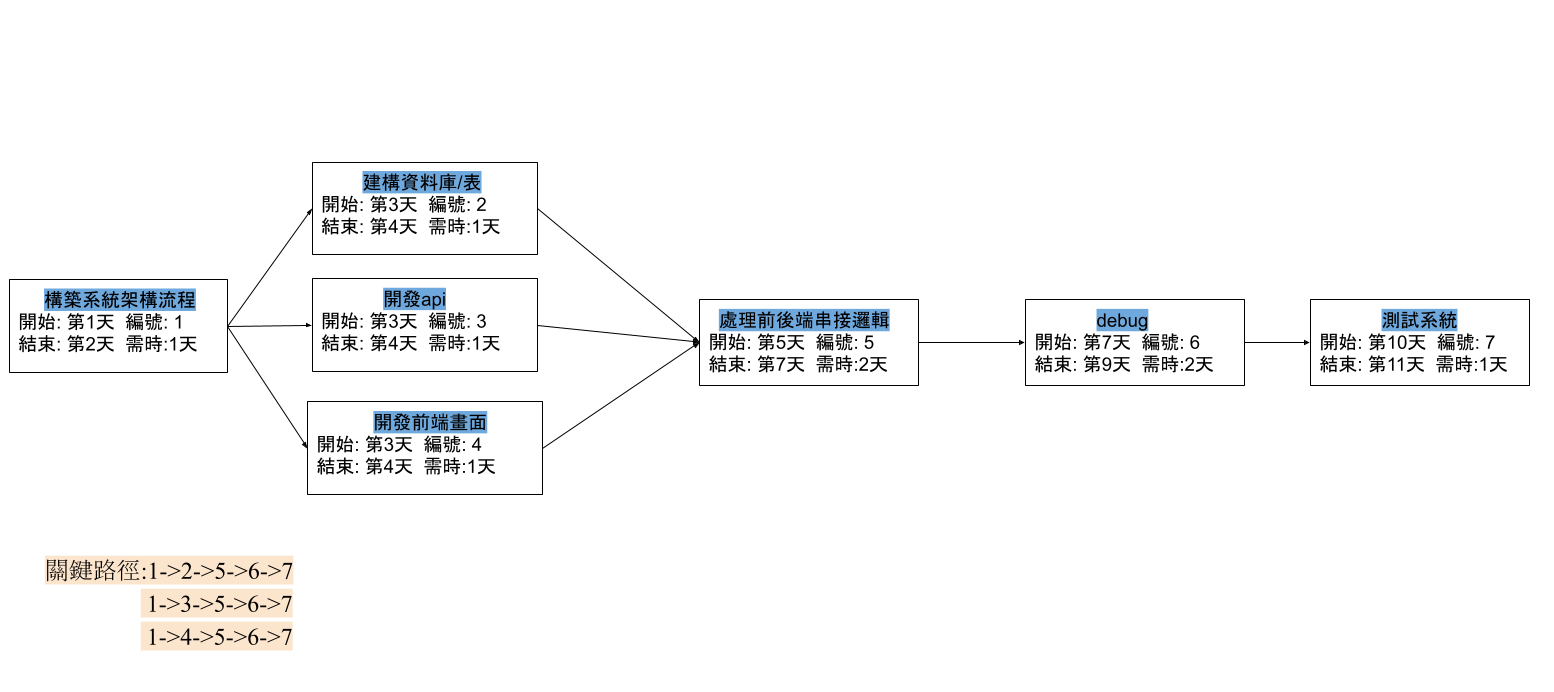 構築系統架構流程
開始: 第1天 編號: 1
結束: 第2天 需時:1天
建構資料庫/表
開始: 第3天 編號: 2
結束: 第4天 需時:1天
開發api
開始: 第3天 編號: 3
結束: 第4天 需時:1天
開發前端畫面
開始: 第3天 編號: 4
結束: 第4天 需時:1天
處理前後端串接邏輯
開始: 第5天 編號: 5
結束: 第7天 需時:2天
debug
開始: 第7天 編號: 6
結束: 第9天 需時:2天
測試系統
開始: 第10天 編號: 7
結束: 第11天 需時:1天
關鍵路徑:1->2->5->6->7
1->3->5->6->7
1->4->5->6->7